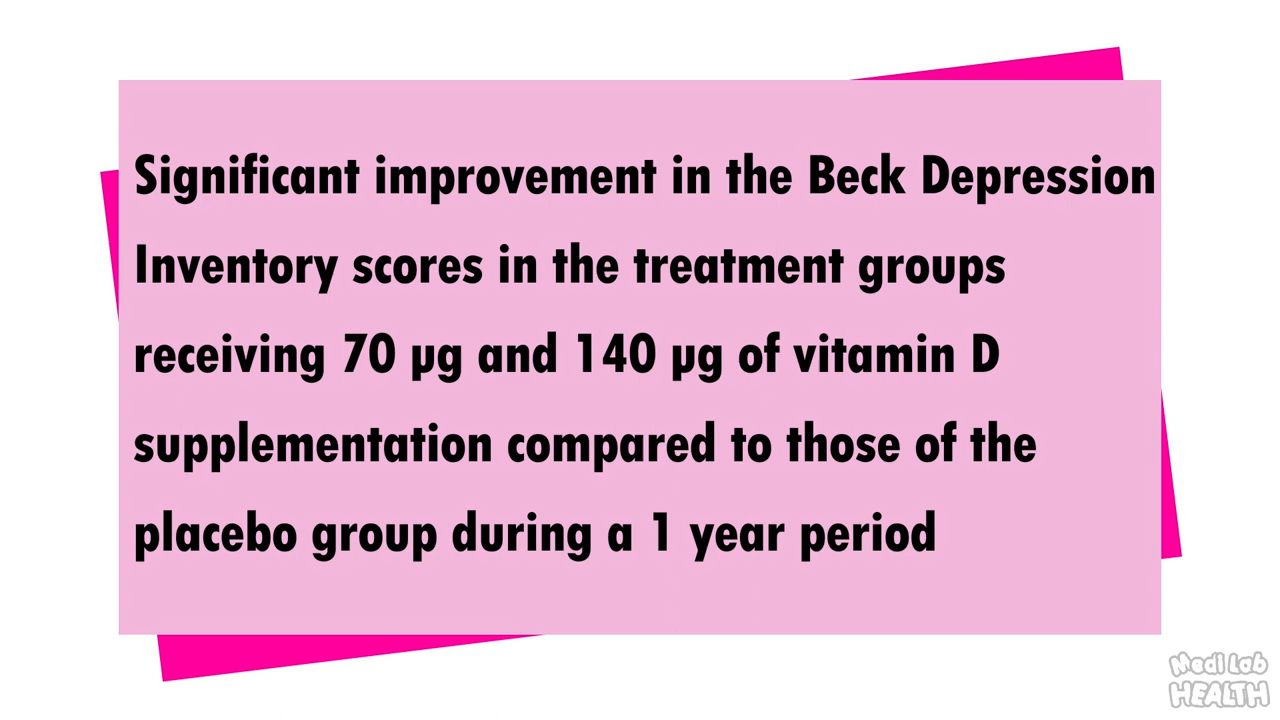 Significant improvement in the Beck Depression
Inventory scores in the treatment groups
receiving 70 µg and 140 µg of vitamin D
supplementation compared to those of the
placebo group during a 1 year period
Medi Lab
HEALTH